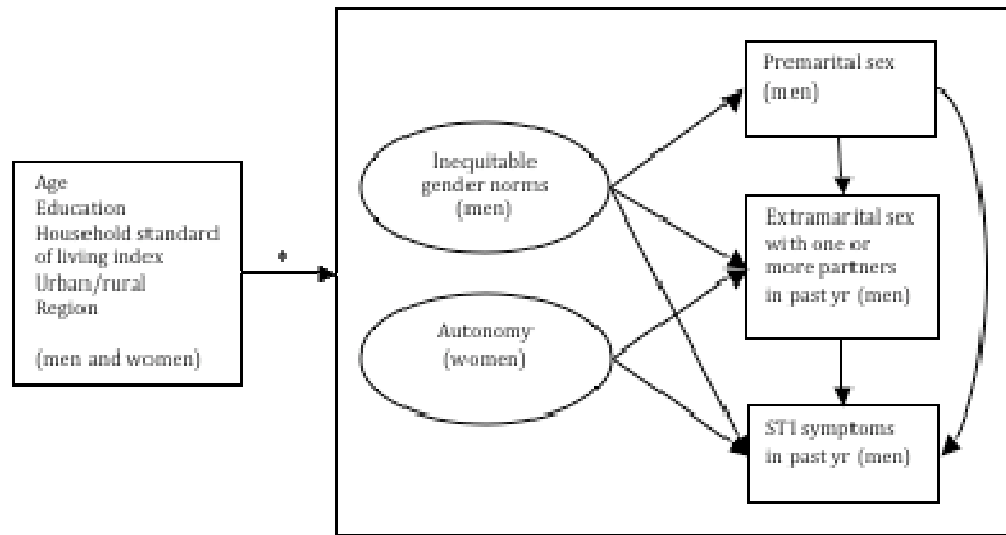 Age
Education
Household standard
of living index
Urban/rural
Region
(men and women)
*
Inequitable
gender norms
(men)
Autonomy
(women)
Premarital sex
(men)
Extramarital sex
with one or
more partners
in past yr (men)
STI symptoms
in past yr (men)